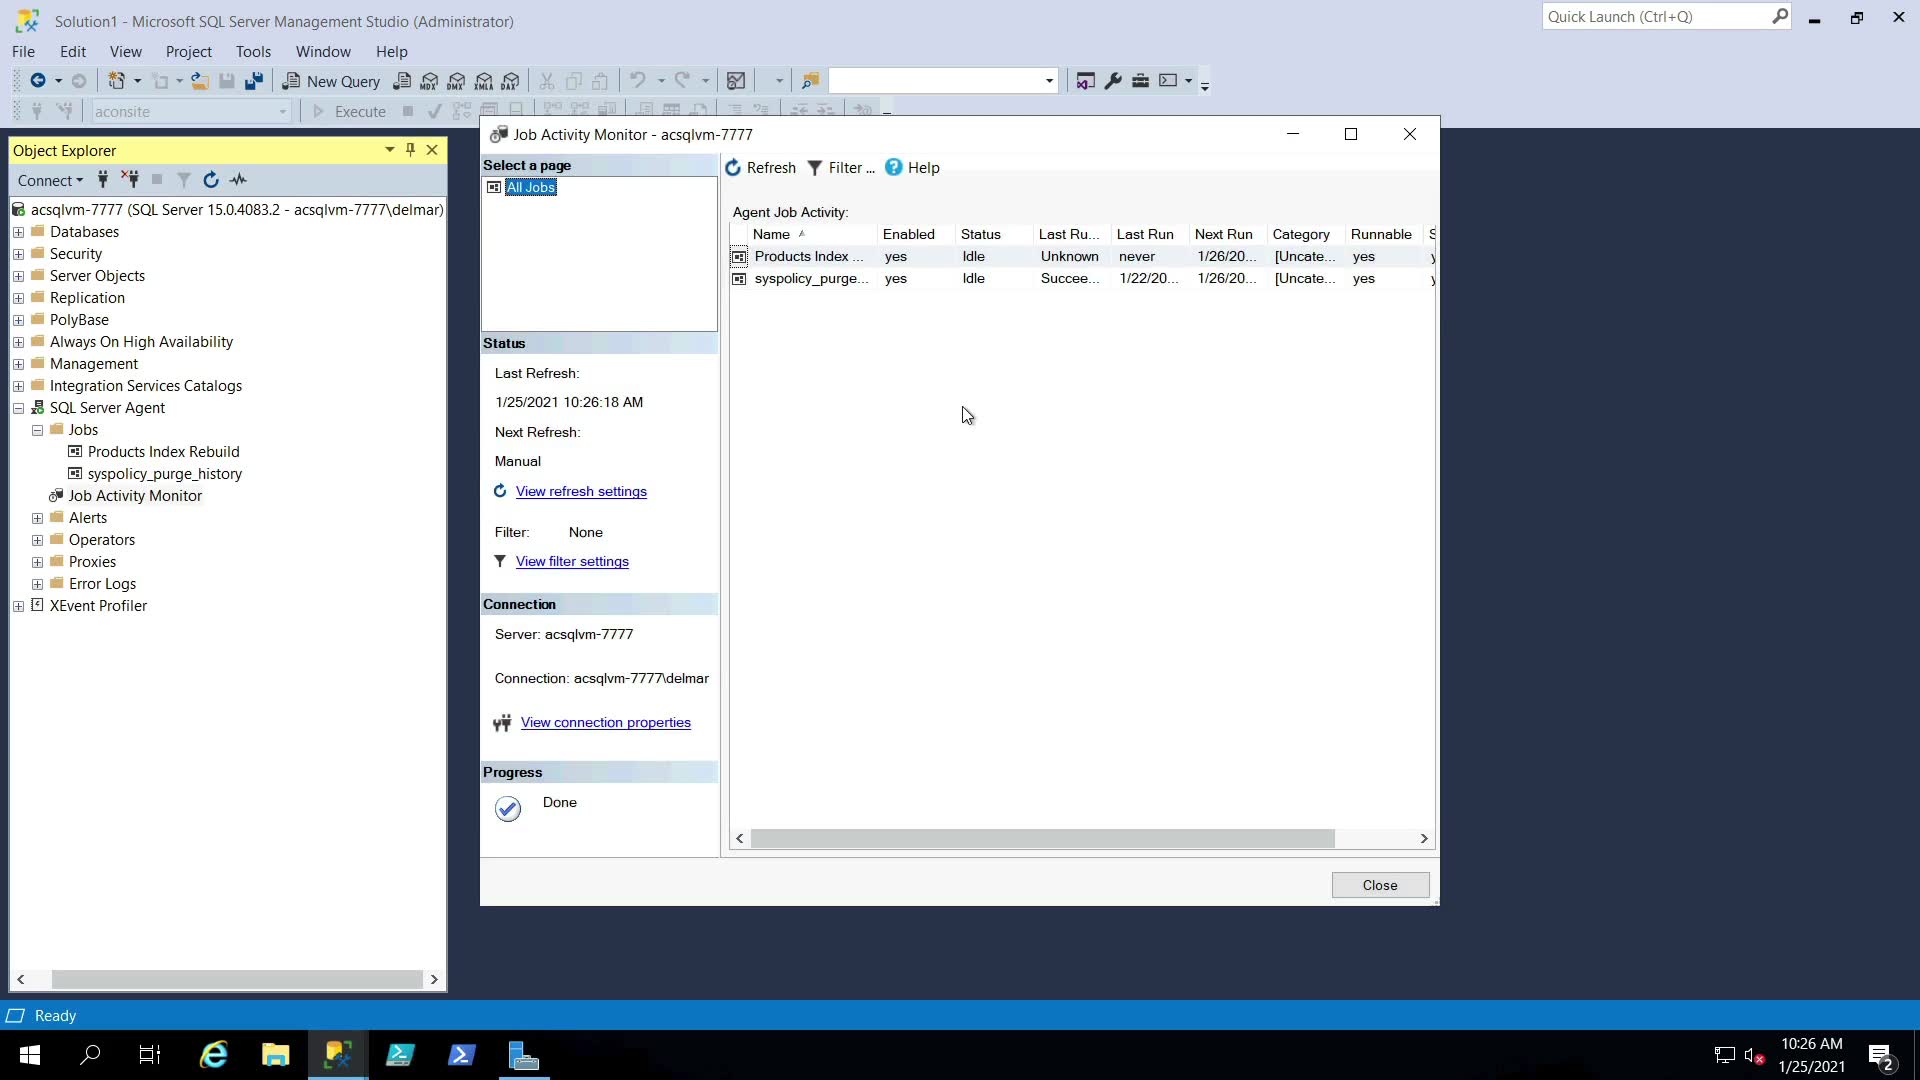 Solution1 - Microsoft SQL Server Management Studio (Administrator)
Quick Launch (Ctrl+Q)
File Edit View Project Tools Window Help
New Query MDX DMX XMLA DAX
aconsite Execute
Object Explorer
Connect
acsqlvm-7777 (SQL Server 15.0.4083.2 - acsqlvm-7777\delmar)
Databases
Security
Server Objects
Replication
PolyBase
Always On High Availability
Management
Integration Services Catalogs
SQL Server Agent
Jobs
Products Index Rebuild
syspolicy_purge_history
Job Activity Monitor
Alerts
Operators
Proxies
Error Logs
XEvent Profiler
Job Activity Monitor - acsqlvm-7777
Select a page
All Jobs
Status
Last Refresh:
1/25/2021 10:26:18 AM
Next Refresh:
Manual
View refresh settings
Filter: None
View filter settings
Connection
Server: acsqlvm-7777
Connection: acsqlvm-7777\delmar
View connection properties
Progress
Done
Refresh Filter ... Help
Agent Job Activity:
Name Enabled Status Last Ru... Last Run Next Run Category Runnable
Products Index ... yes Idle Unknown never 1/26/20... [Uncate... yes
syspolicy_purge... yes Idle Succee... 1/22/20... 1/26/20... [Uncate... yes
Close
Ready
10:26 AM
1/25/2021
2